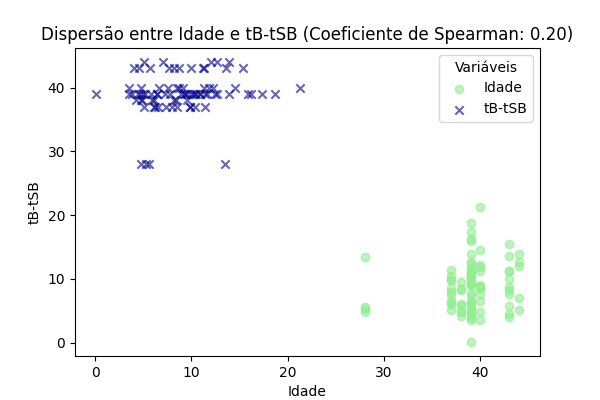 Dispersão entre Idade e tB-tSB (Coeficiente de Spearman: 0.20)
Variáveis
Idade
tB-tSB
tB-tSB
40
30
20
10
0
0
10
20
30
40
Idade